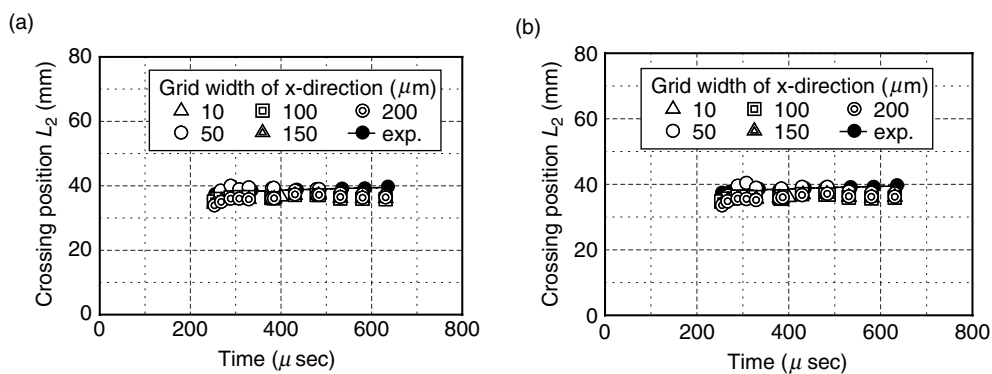 (a)
80
60
40
20
0
Crossing position L₂ (mm)
Grid width of x-direction (μm)
10 100 200
50 150 exp.
0 200 400 600 800
Time (μ sec)
(b)
80
60
40
20
0
Crossing position L₂ (mm)
Grid width of x-direction (μm)
10 100 200
50 150 exp.
0 200 400 600 800
Time (μ sec)